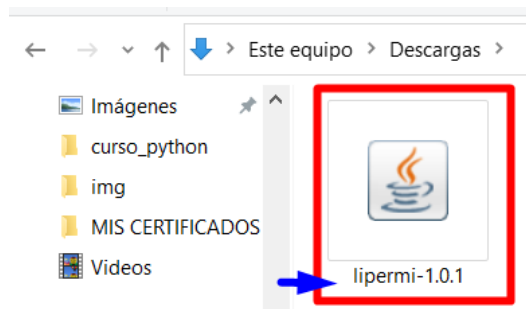 Este equipo > Descargas >
Imágenes
curso_python
img
MIS CERTIFICADOS
Videos
lipermi-1.0.1